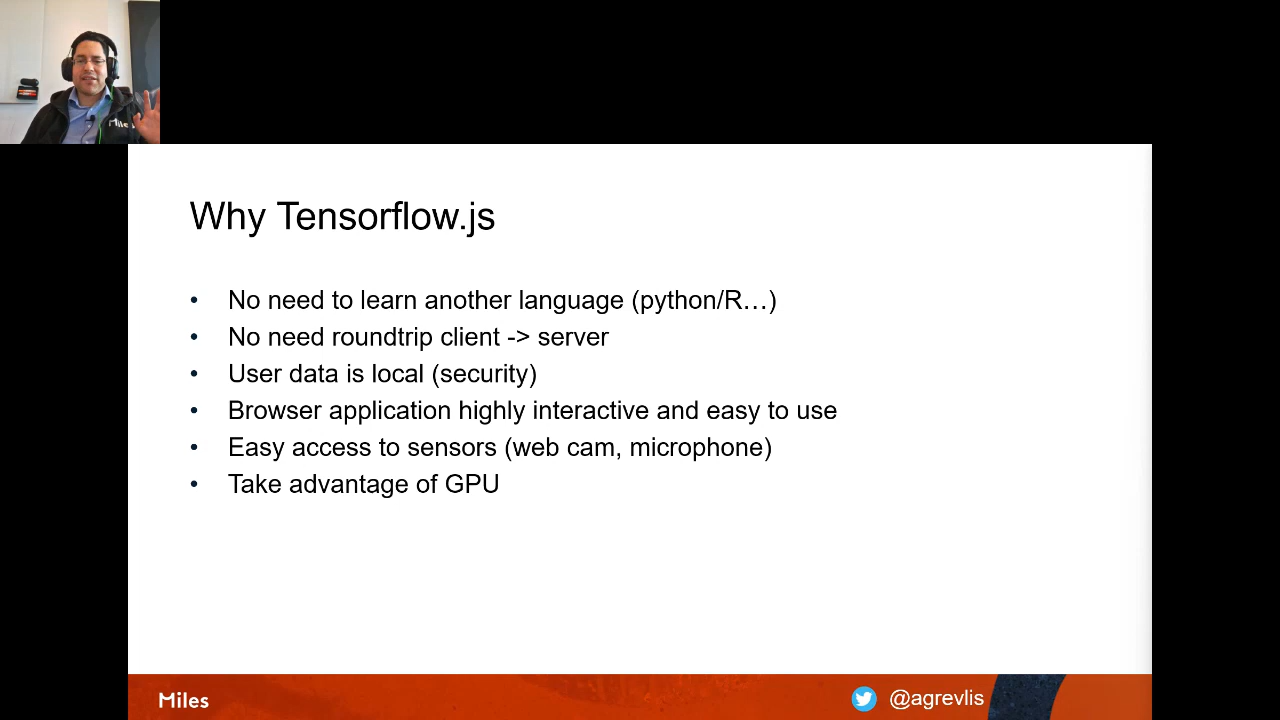 Miles
Why Tensorflow.js
• No need to learn another language (python/R…)
• No need roundtrip client -> server
• User data is local (security)
• Browser application highly interactive and easy to use
• Easy access to sensors (web cam, microphone)
• Take advantage of GPU
Miles
@agrevlis